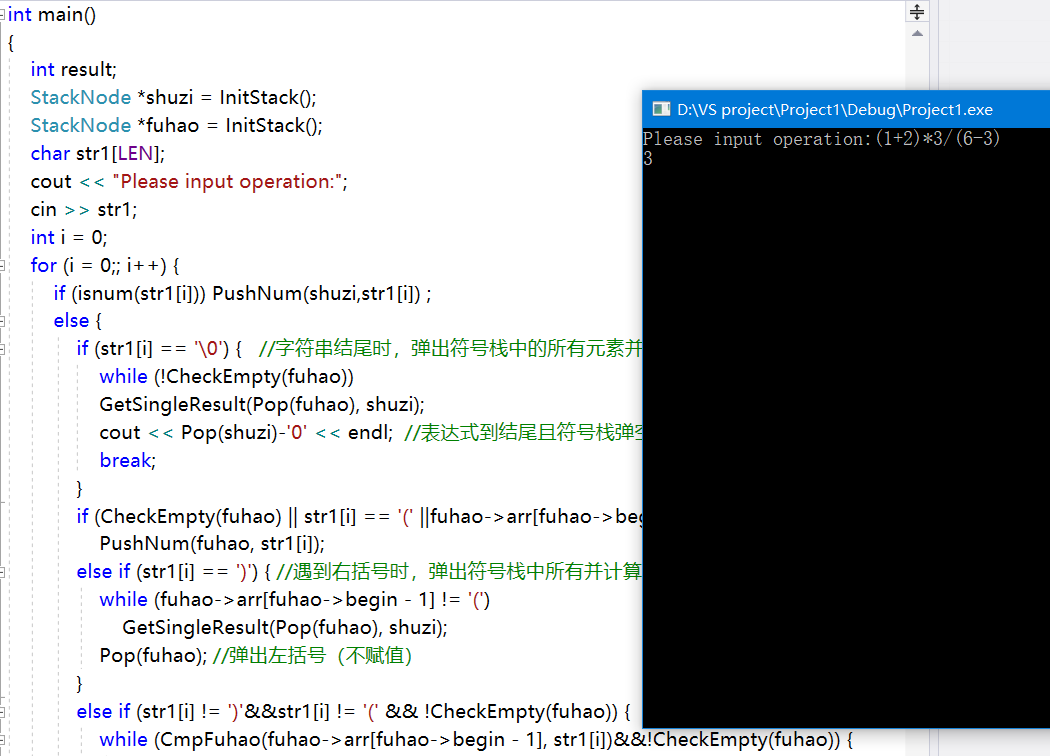 int main()
{
int result;
StackNode *shuzi = InitStack();
StackNode *fuhao = InitStack();
char str1[LEN];
cout << "Please input operation:";
cin >> str1;
int i = 0;
for (i = 0;; i++) {
if (isnum(str1[i])) PushNum(shuzi,str1[i]) ;
else {
if (str1[i] == '\0') { //字符串结尾时，弹出符号栈中的所有元素并
while (!CheckEmpty(fuhao))
GetSingleResult(Pop(fuhao), shuzi);
cout << Pop(shuzi)-'0' << endl; //表达式到结尾且符号栈弹空
break;
}
if (CheckEmpty(fuhao) || str1[i] == '(' ||fuhao->arr[fuhao->beg
PushNum(fuhao, str1[i]);
else if (str1[i] == ')') { //遇到右括号时，弹出符号栈中所有并计算
while (fuhao->arr[fuhao->begin - 1] != '(')
GetSingleResult(Pop(fuhao), shuzi);
Pop(fuhao); //弹出左括号（不赋值）
}
else if (str1[i] != ')'&&str1[i] != '(' && !CheckEmpty(fuhao)) {
while (CmpFuhao(fuhao->arr[fuhao->begin - 1], str1[i])&&!CheckEmpty(fuhao)) {
D:\VS project\Project1\Debug\Project1.exe
Please input operation:(1+2)*3/(6-3)
3